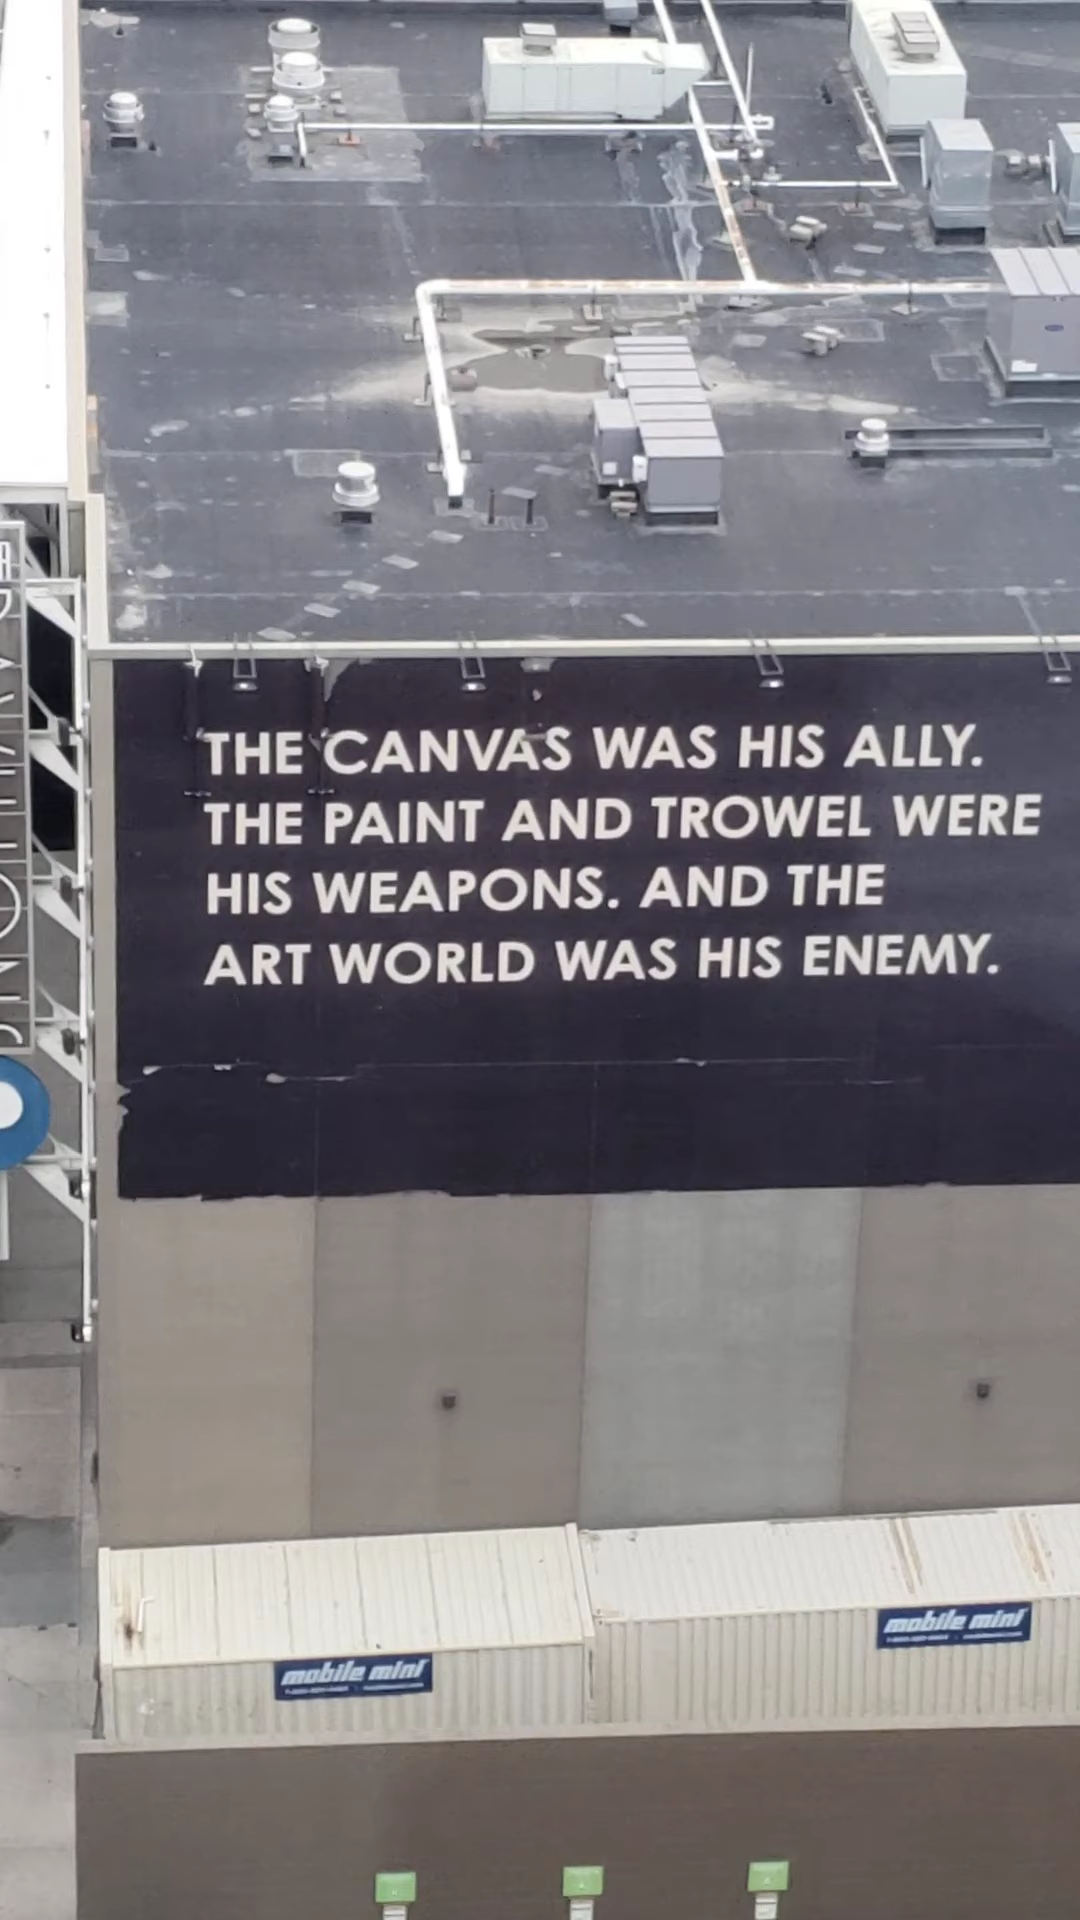 THE CANVAS WAS HIS ALLY.
THE PAINT AND TROWEL WERE
HIS WEAPONS. AND THE
ART WORLD WAS HIS ENEMY.
mobile mini
mobile mini